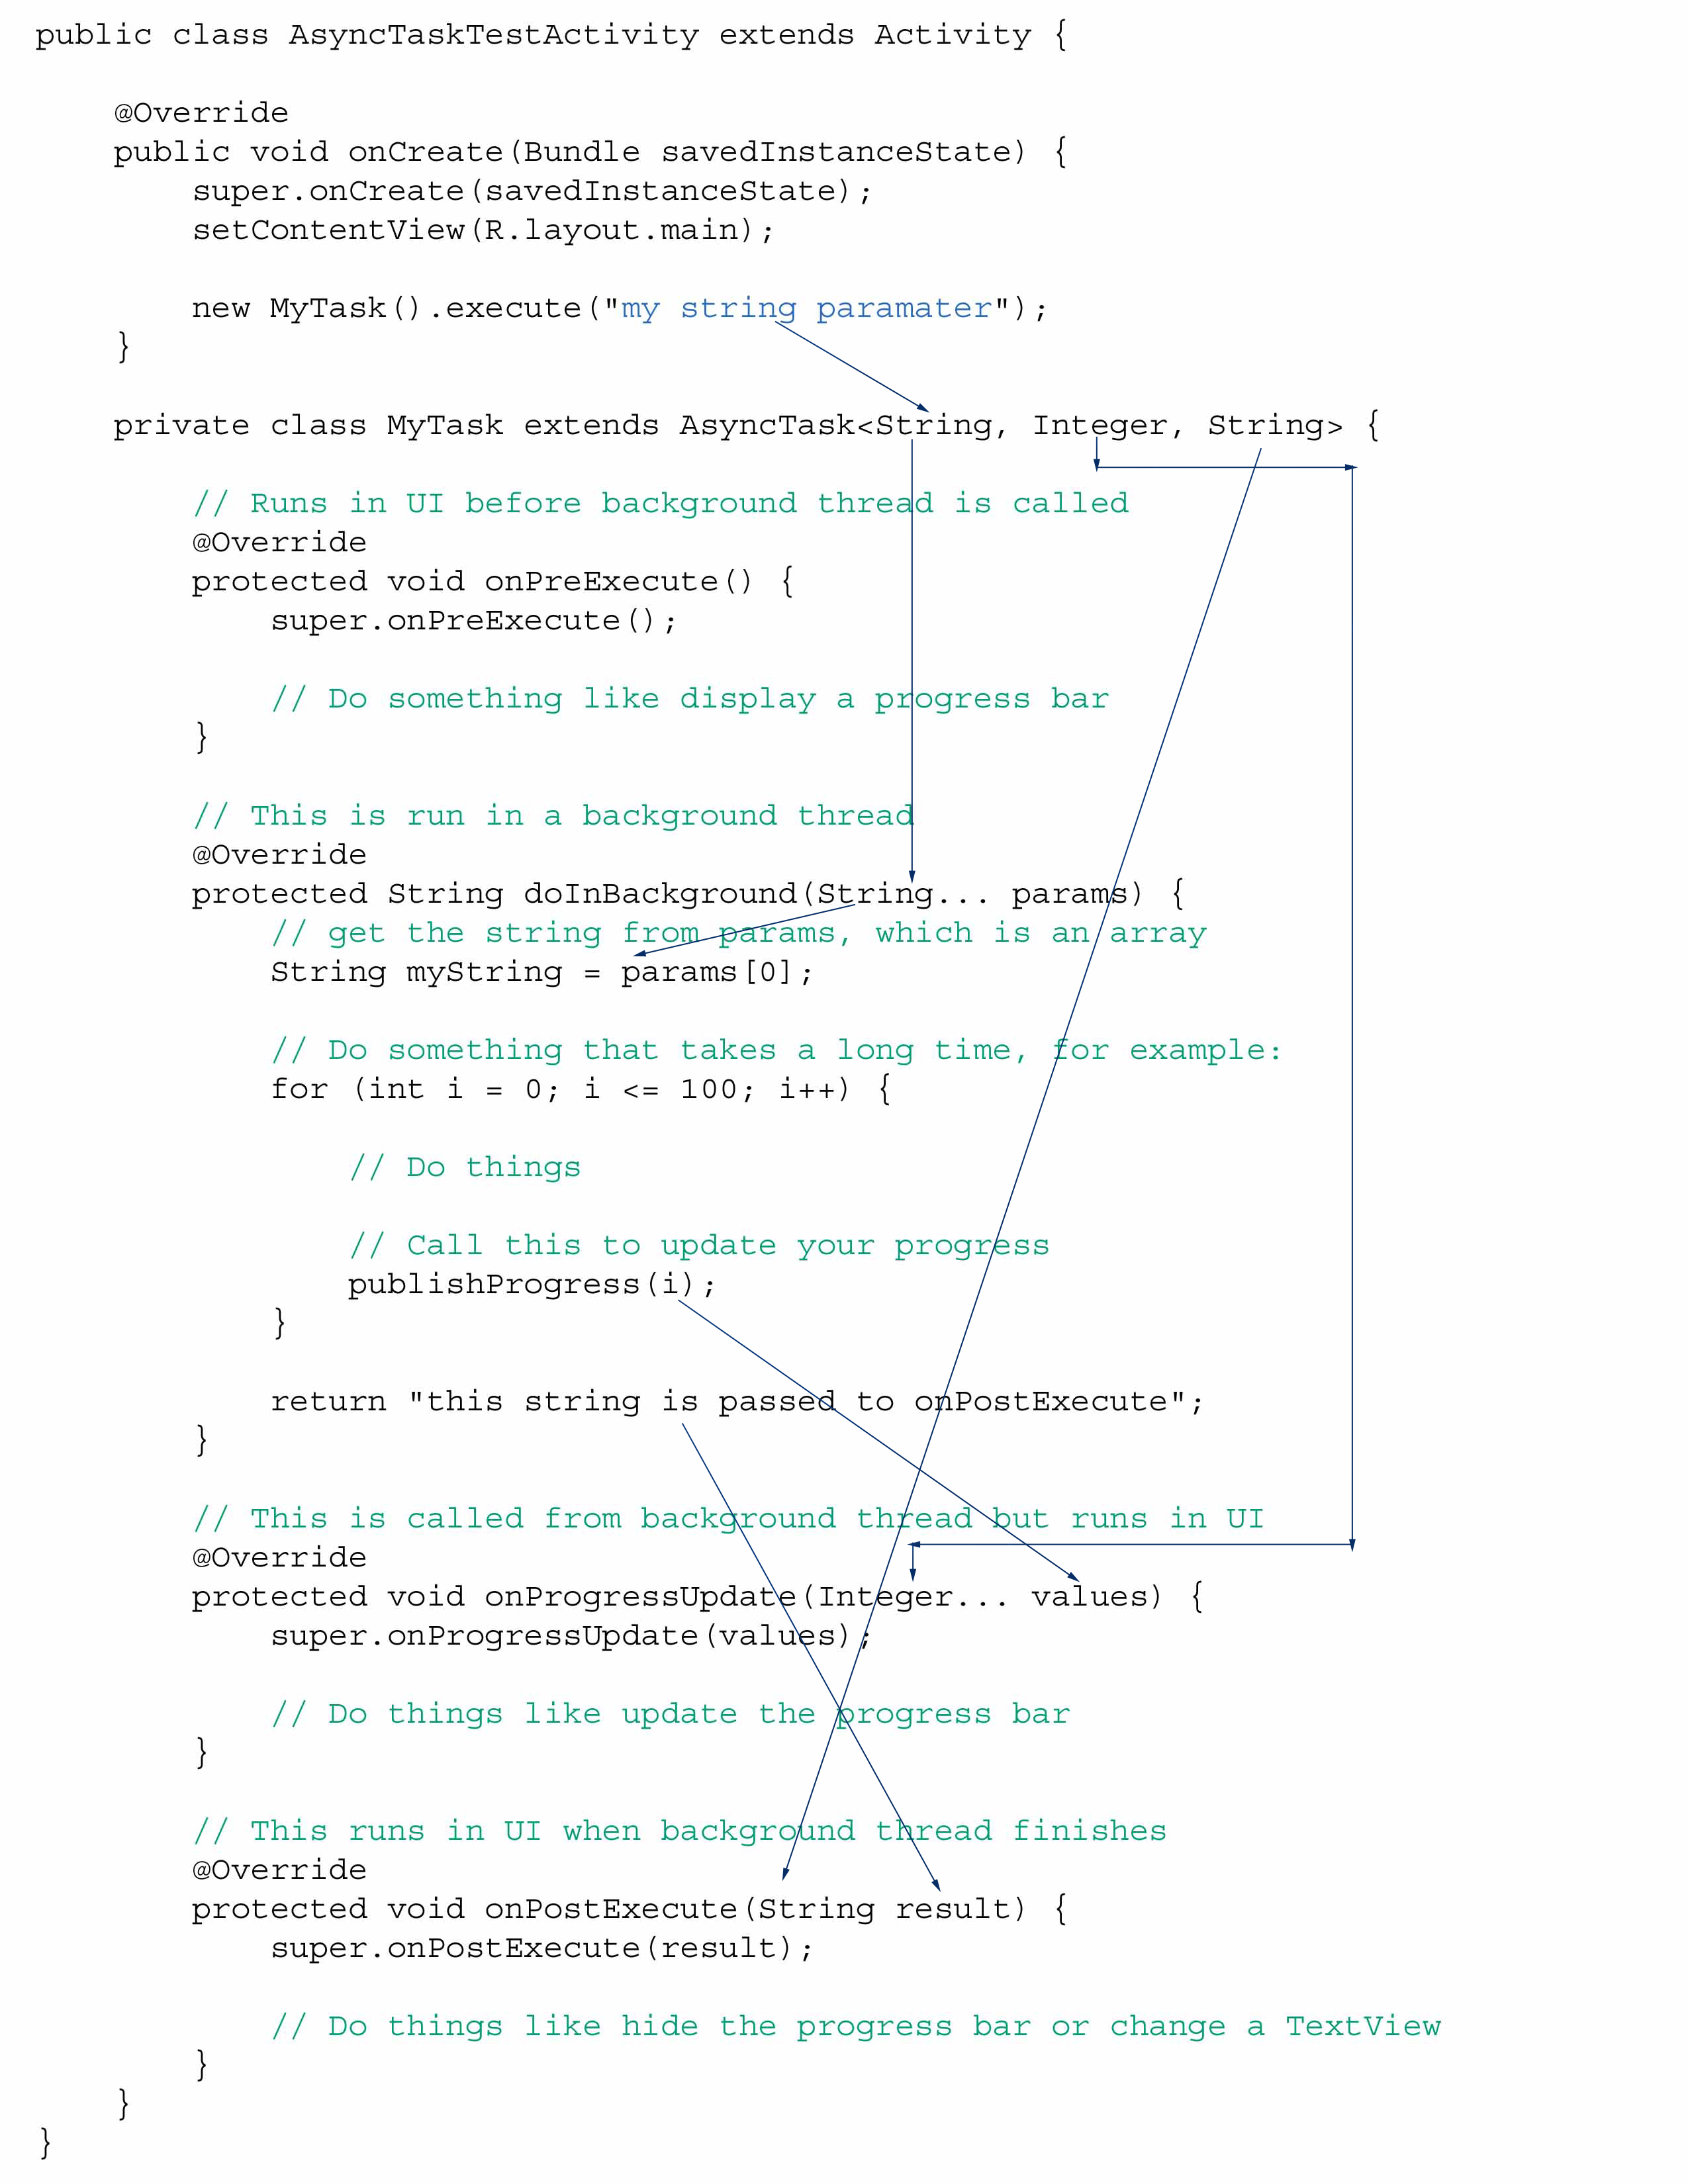 public class AsyncTaskTestActivity extends Activity {
@Override
public void onCreate(Bundle savedInstanceState) {
super.onCreate(savedInstanceState);
setContentView(R.layout.main);
new MyTask().execute("my string paramater");
}
private class MyTask extends AsyncTask<String, Integer, String> {
// Runs in UI before background thread is called
@Override
protected void onPreExecute() {
super.onPreExecute();
// Do something like display a progress bar
}
// This is run in a background thread
@Override
protected String doInBackground(String... params) {
// get the string from params, which is an array
String myString = params[0];
// Do something that takes a long time, for example:
for (int i = 0; i <= 100; i++) {
// Do things
// Call this to update your progress
publishProgress(i);
}
return "this string is passed to onPostExecute";
}
// This is called from background thread but runs in UI
@Override
protected void onProgressUpdate(Integer... values) {
super.onProgressUpdate(values);
// Do things like update the progress bar
}
// This runs in UI when background thread finishes
@Override
protected void onPostExecute(String result) {
super.onPostExecute(result);
// Do things like hide the progress bar or change a TextView
}
}
}